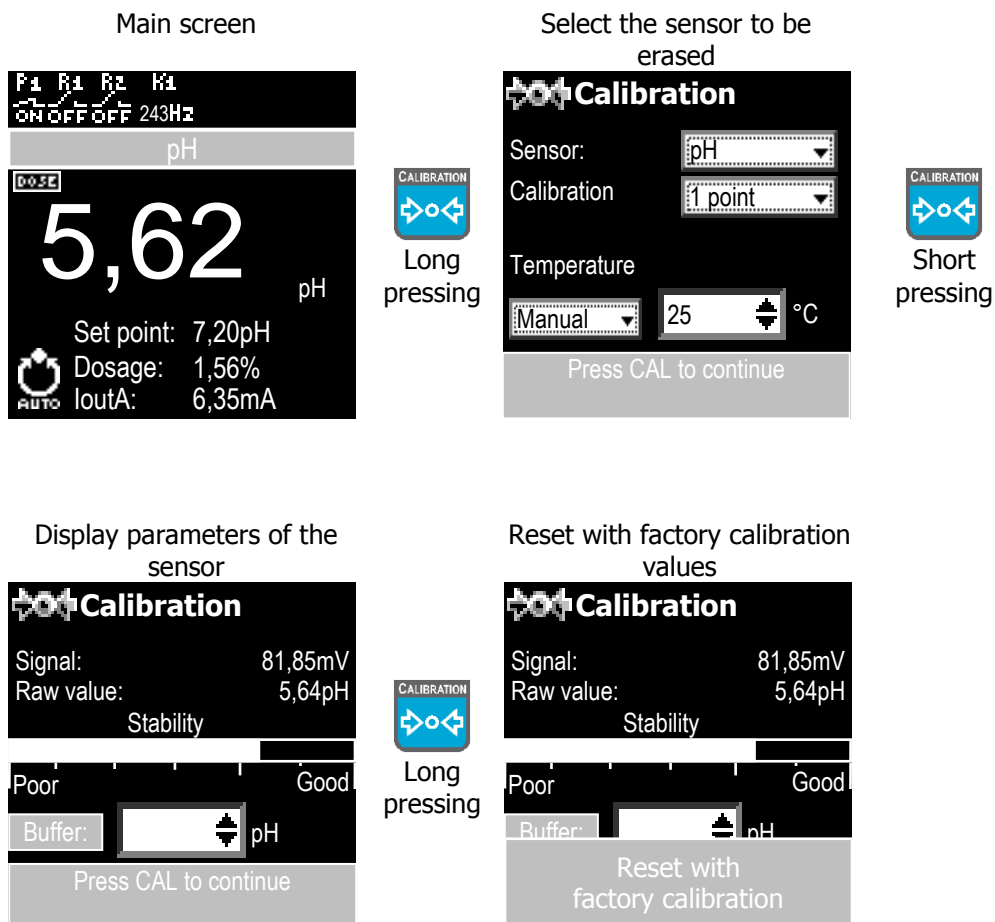 Main screen
P1 R1 R2 K1
ON OFF OFF 243Hz
pH
DOSE
5,62
pH
Set point: 7,20pH
Dosage: 1,56%
AUTO
IoutA: 6,35mA
CALIBRATION
Long
pressing
Select the sensor to be
erased
Calibration
Sensor: pH
Calibration 1 point
Temperature
Manual 25 °C
Press CAL to continue
CALIBRATION
Short
pressing
Display parameters of the
sensor
Calibration
Signal: 81,85mV
Raw value: 5,64pH
Stability
Poor Good
Buffer: pH
Press CAL to continue
CALIBRATION
Long
pressing
Reset with factory calibration
values
Calibration
Signal: 81,85mV
Raw value: 5,64pH
Stability
Poor Good
Buffer: pH
Reset with
factory calibration